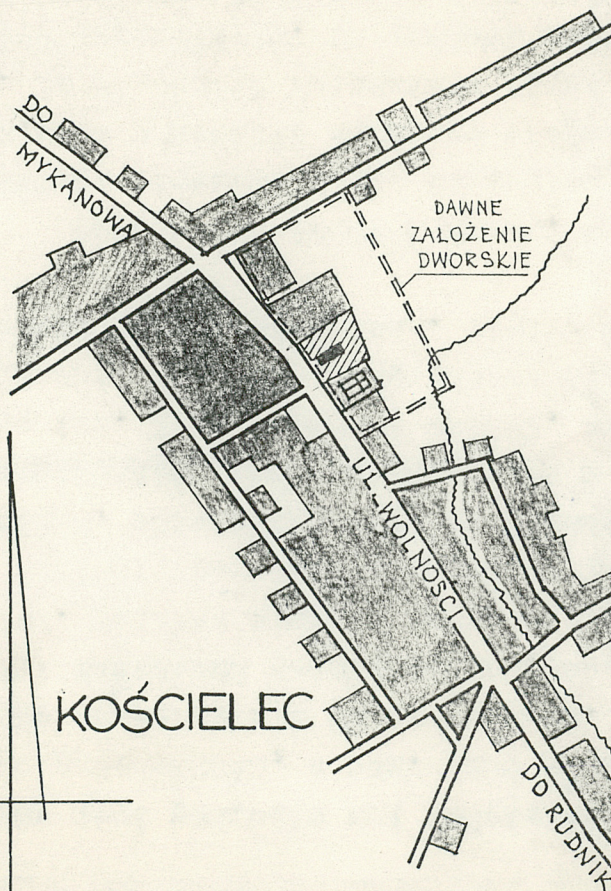 DO
MYKANOWA
DAWNE
ZAŁOŻENIE
DWORSKIE
UL. WOLNOŚCI
KOŚCIELEC
DO RUDNIK